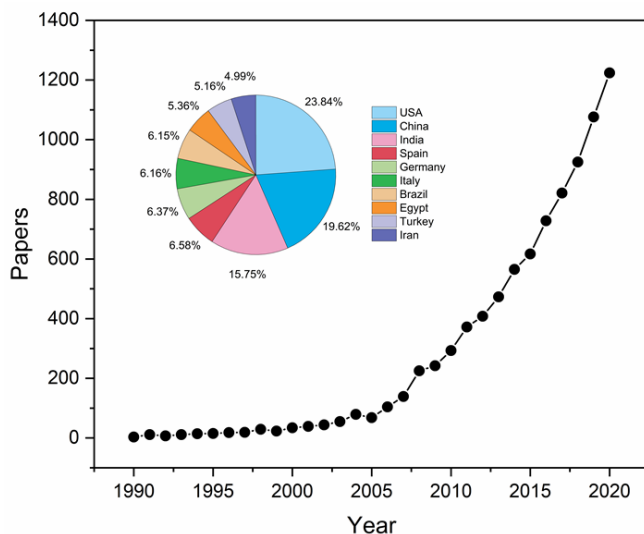 1400
1200
1000
800
600
400
200
0
Papers
4.99%
5.16%
5.36%
6.15%
6.16%
6.37%
6.58%
15.75%
19.62%
23.84%
USA
China
India
Spain
Germany
Italy
Brazil
Egypt
Turkey
Iran
1990 1995 2000 2005 2010 2015 2020
Year